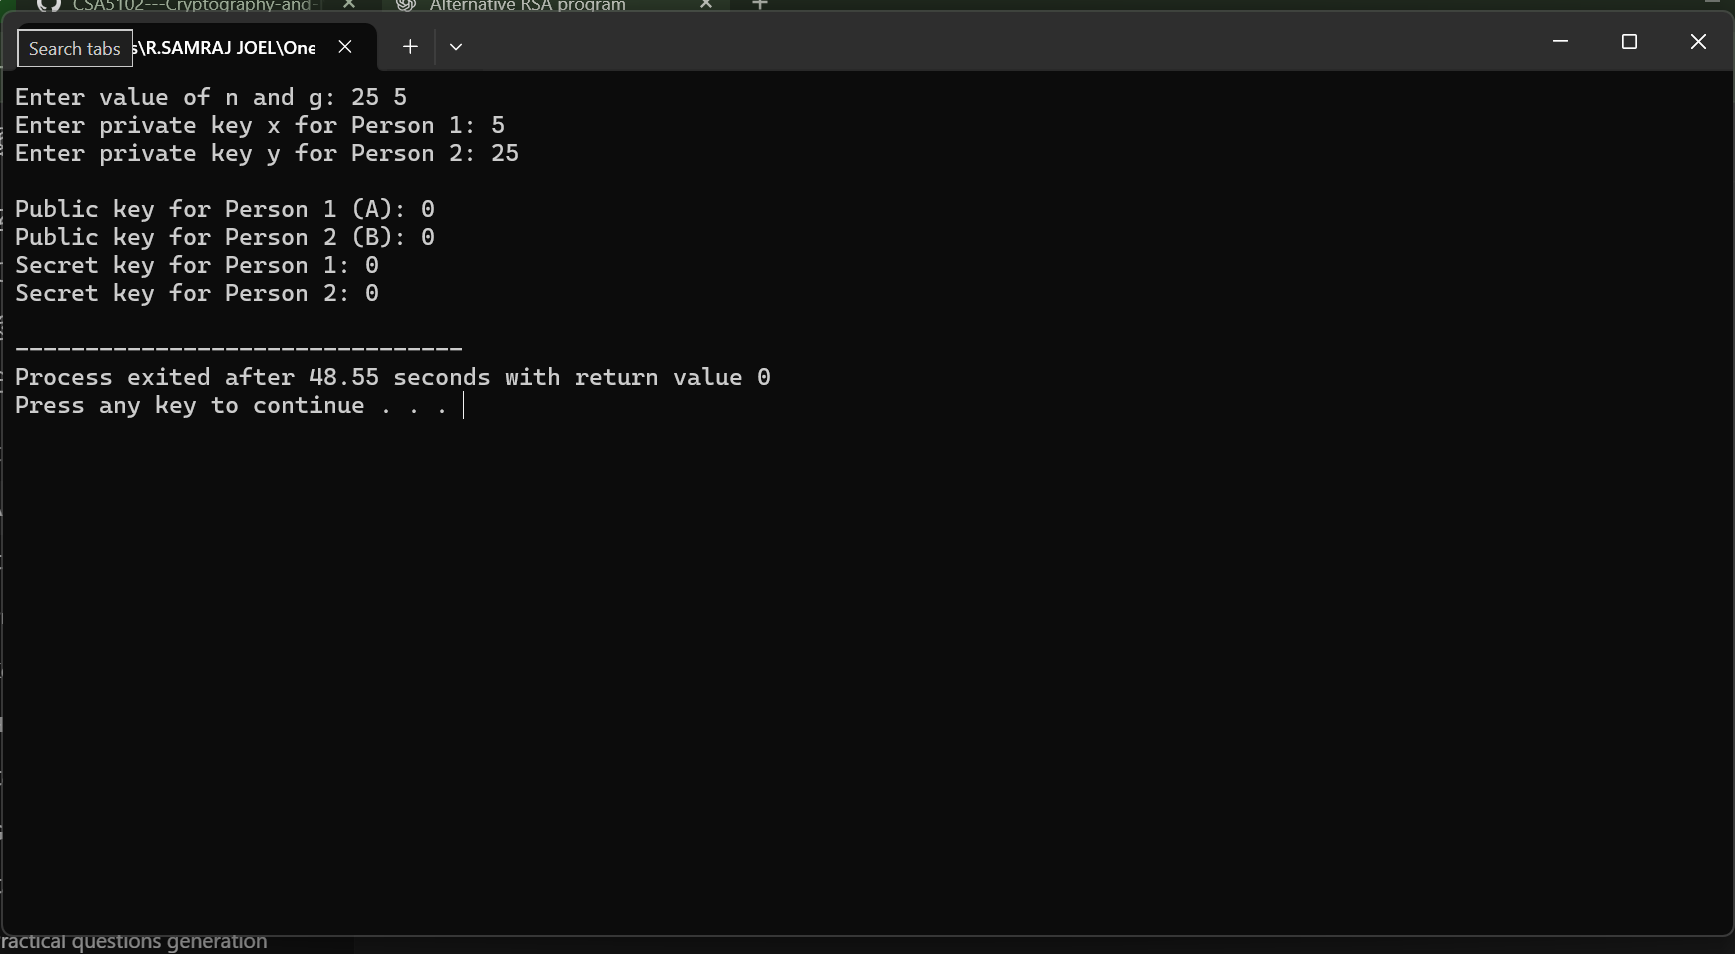 CSA5102---Cryptography-and-
Alternative RSA program
Search tabs
s\R.SAMRAJ JOEL\One
Enter value of n and g: 25 5
Enter private key x for Person 1: 5
Enter private key y for Person 2: 25
Public key for Person 1 (A): 0
Public key for Person 2 (B): 0
Secret key for Person 1: 0
Secret key for Person 2: 0
--------------------------------
Process exited after 48.55 seconds with return value 0
Press any key to continue . . .
ractical questions generation